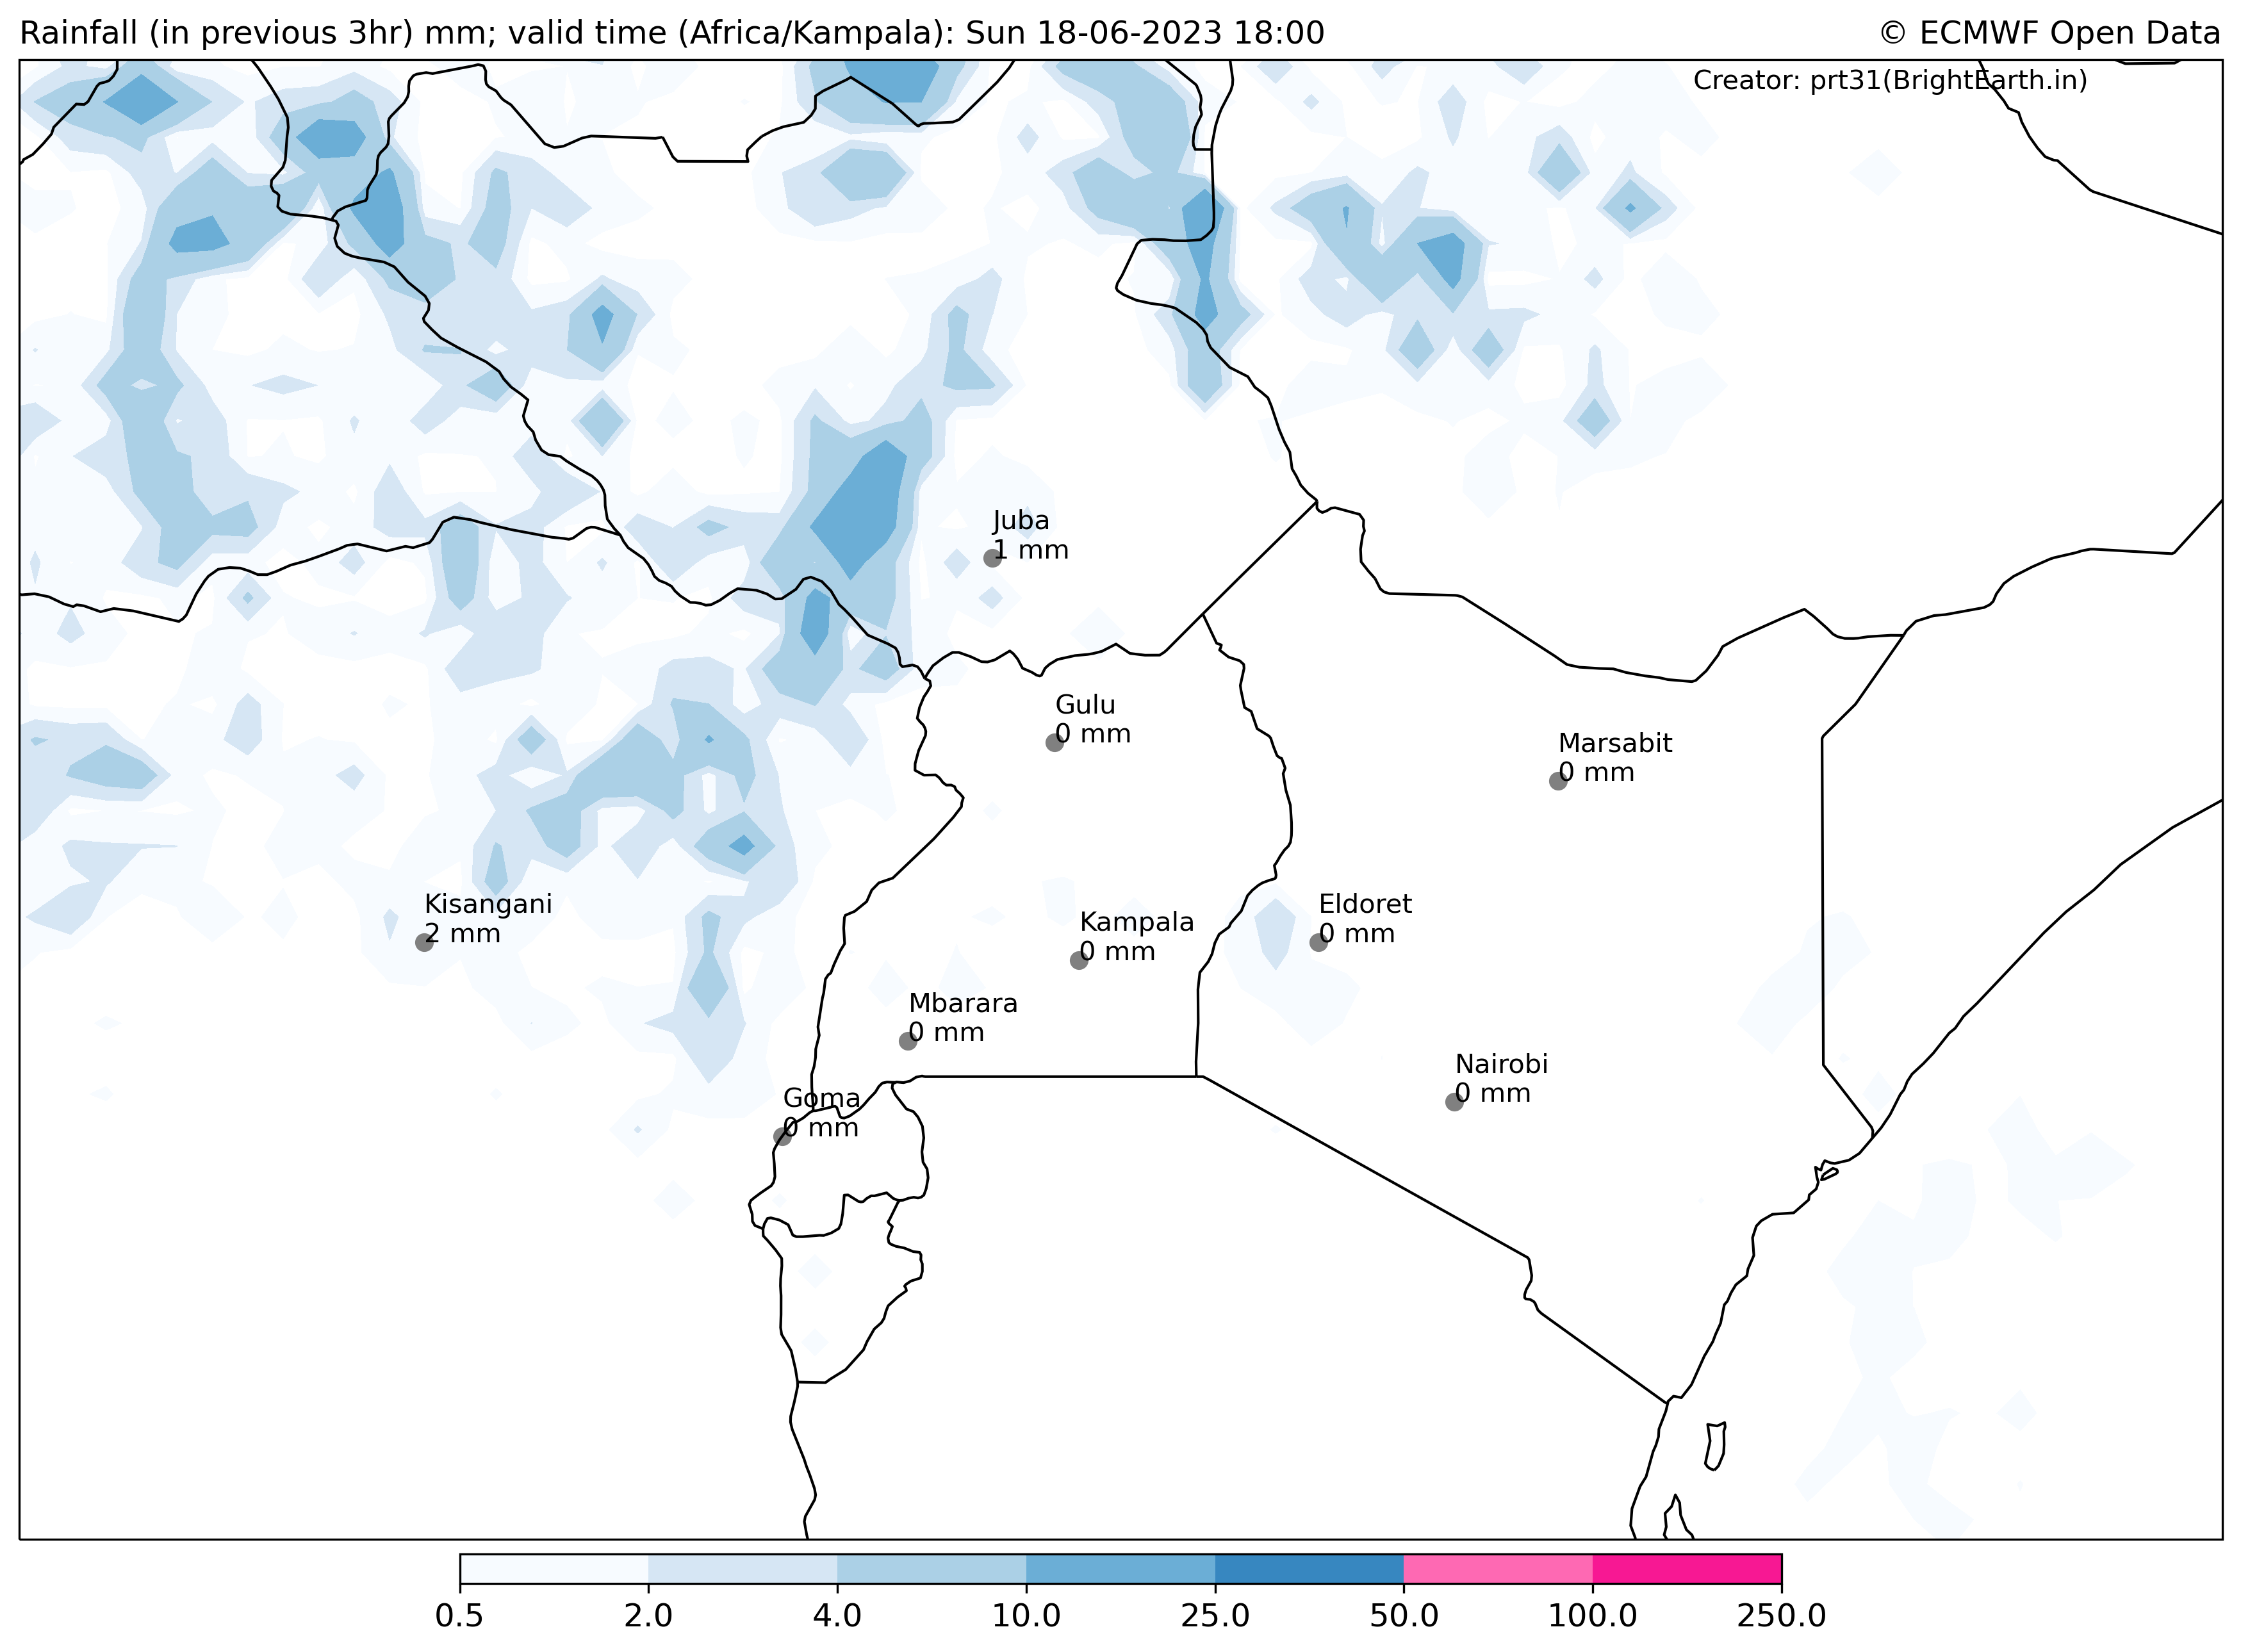 Rainfall (in previous 3hr) mm; valid time (Africa/Kampala): Sun 18-06-2023 18:00
© ECMWF Open Data
Creator: prt31(BrightEarth.in)
Juba
1 mm
Gulu
0 mm
Marsabit
0 mm
Kisangani
2 mm
Eldoret
0 mm
Kampala
0 mm
Mbarara
0 mm
Nairobi
0 mm
Goma
0 mm
0.5 2.0 4.0 10.0 25.0 50.0 100.0 250.0